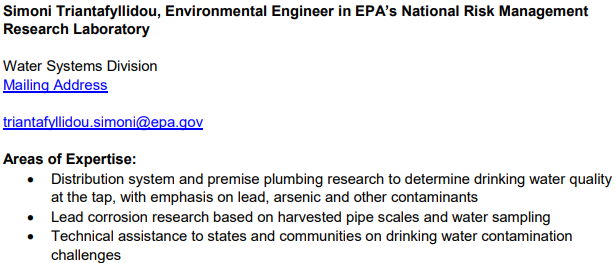 Simoni Triantafyllidou, Environmental Engineer in EPA’s National Risk Management
Research Laboratory
Water Systems Division
Mailing Address
triantafyllidou.simoni@epa.gov
Areas of Expertise:
• Distribution system and premise plumbing research to determine drinking water quality
at the tap, with emphasis on lead, arsenic and other contaminants
• Lead corrosion research based on harvested pipe scales and water sampling
• Technical assistance to states and communities on drinking water contamination
challenges